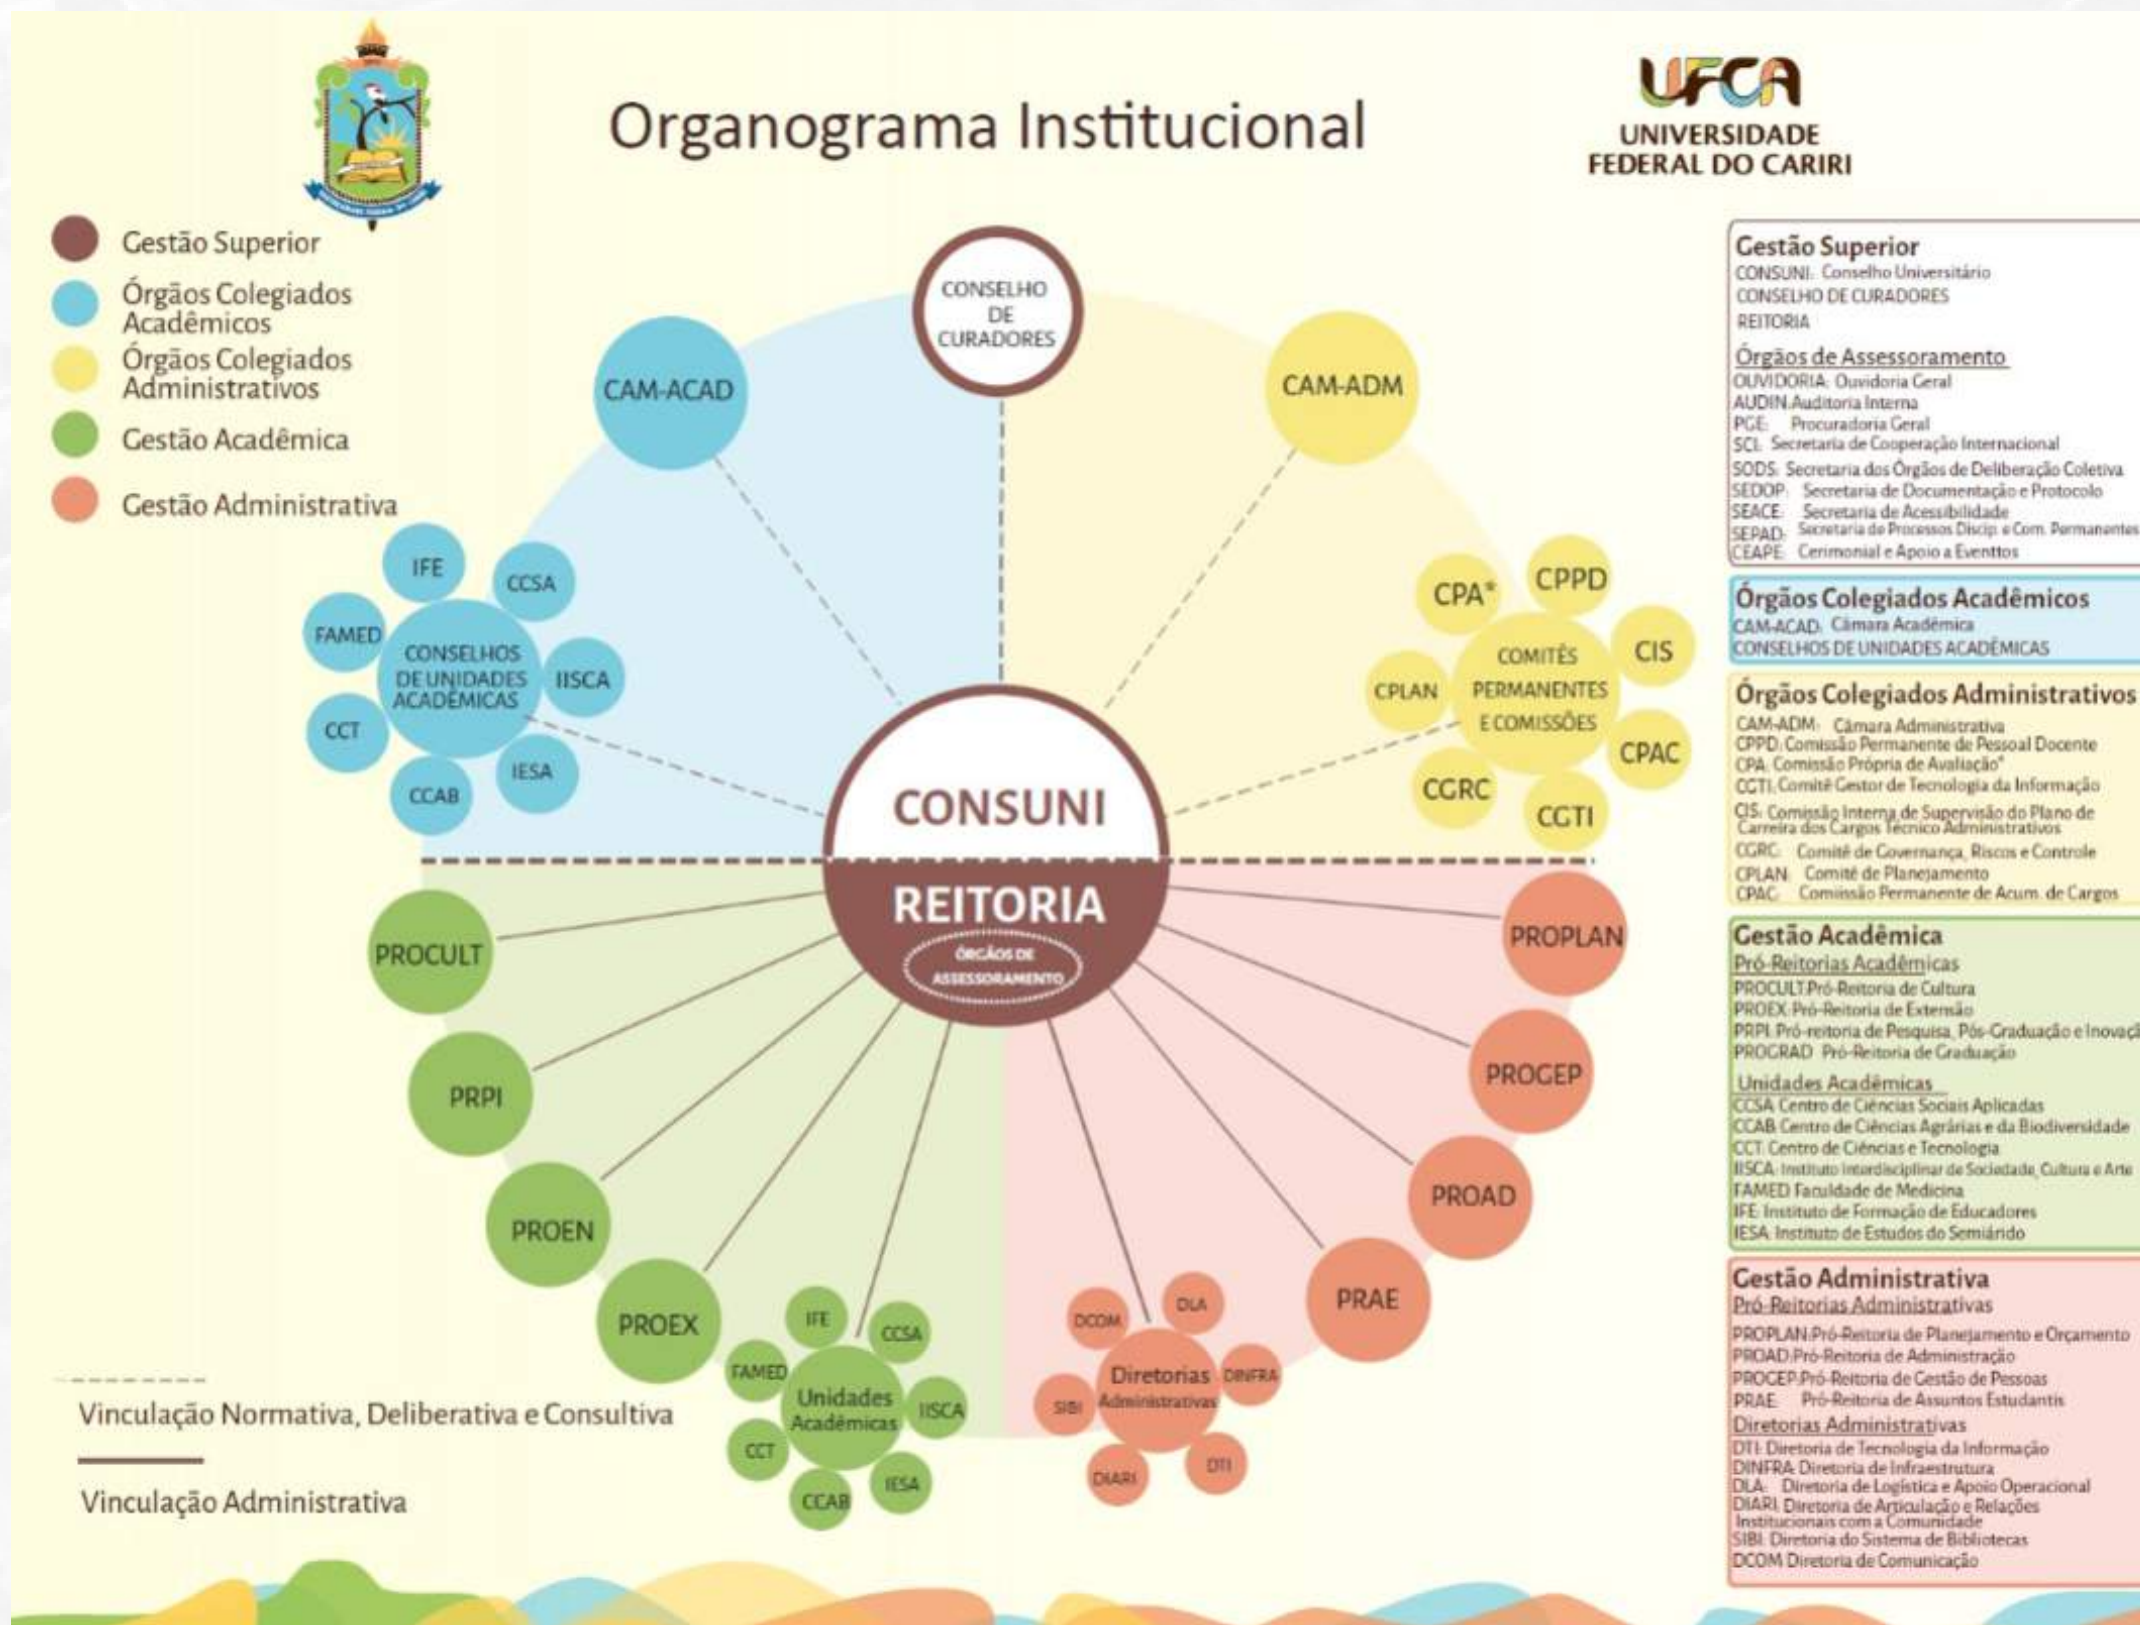 Organograma Institucional
UFCA
UNIVERSIDADE
FEDERAL DO CARIRI
Gestão Superior
Órgãos Colegiados
Acadêmicos
Órgãos Colegiados
Administrativos
Gestão Acadêmica
Gestão Administrativa
CONSELHO
DE
CURADORES
CAM-ACAD
CAM-ADM
IFE
CCSA
FAMED
CONSELHOS
DE UNIDADES
ACADÊMICAS
IISCA
CCT
IESA
CCAB
CPA*
CPPD
CIS
COMITÊS
PERMANENTES
E COMISSÕES
CPLAN
CPAC
CGRC
CGTI
CONSUNI
REITORIA
ÓRGÃOS DE
ASSESSORAMENTO
PROCULT
PRPI
PROEN
PROEX
PROPLAN
PROGEP
PROAD
PRAE
IFE
CCSA
FAMED
Unidades
Acadêmicas
IISCA
CCT
IESA
CCAB
DCOM
DLA
Diretorias
Administrativas
DINFRA
SIBI
DIARI
DTI
Vinculação Normativa, Deliberativa e Consultiva
Vinculação Administrativa
Gestão Superior
CONSUNI: Conselho Universitário
CONSELHO DE CURADORES
REITORIA
Órgãos de Assessoramento
OUVIDORIA: Ouvidoria Geral
AUDIN: Auditoria Interna
PGE: Procuradoria Geral
SCI: Secretaria de Cooperação Internacional
SODS: Secretaria dos Órgãos de Deliberação Coletiva
SEDOP: Secretaria de Documentação e Protocolo
SEACE: Secretaria de Acessibilidade
SEPAD: Secretaria de Processos Discip. e Com. Permanentes
CEAPE: Cerimonial e Apoio a Eventtos
Órgãos Colegiados Acadêmicos
CAM-ACAD: Câmara Acadêmica
CONSELHOS DE UNIDADES ACADÊMICAS
Órgãos Colegiados Administrativos
CAM-ADM: Câmara Administrativa
CPPD: Comissão Permanente de Pessoal Docente
CPA: Comissão Própria de Avaliação*
CGTI: Comitê Gestor de Tecnologia da Informação
CIS: Comissão Interna de Supervisão do Plano de
Carreira dos Cargos Técnico Administrativos
CGRC: Comitê de Governança, Riscos e Controle
CPLAN: Comitê de Planejamento
CPAC: Comiissão Permanente de Acum. de Cargos
Gestão Acadêmica
Pró-Reitorias Acadêmicas
PROCULT: Pró-Reitoria de Cultura
PROEX: Pró-Reitoria de Extensão
PRPI: Pró-reitoria de Pesquisa, Pós-Graduação e Inovaçã
PROGRAD Pró-Reitoria de Graduação
Unidades Acadêmicas
CCSA: Centro de Ciências Sociais Aplicadas
CCAB: Centro de Ciências Agrárias e da Biodiversidade
CCT: Centro de Ciências e Tecnologia
IISCA: Instituto Interdisciplinar de Sociedade, Cultura e Arte
FAMED: Faculdade de Medicina
IFE: Instituto de Formação de Educadores
IESA: Instituto de Estudos do Semiárido
Gestão Administrativa
Pró-Reitorias Administrativas
PROPLAN: Pró-Reitoria de Planejamento e Orçamento
PROAD: Pró-Reitoria de Administração
PROGEP: Pró-Reitoria de Gestão de Pessoas
PRAE Pró-Reitoria de Assuntos Estudantis
Diretorias Administrativas
DTI: Diretoria de Tecnologia da Informação
DINFRA: Diretoria de Infraestrutura
DLA: Diretoria de Logística e Apoio Operacional
DIARI: Diretoria de Articulação e Relações
Institucionais com a Comunidade
SIBI: Diretoria do Sistema de Bibliotecas
DCOM Diretoria de Comunicação